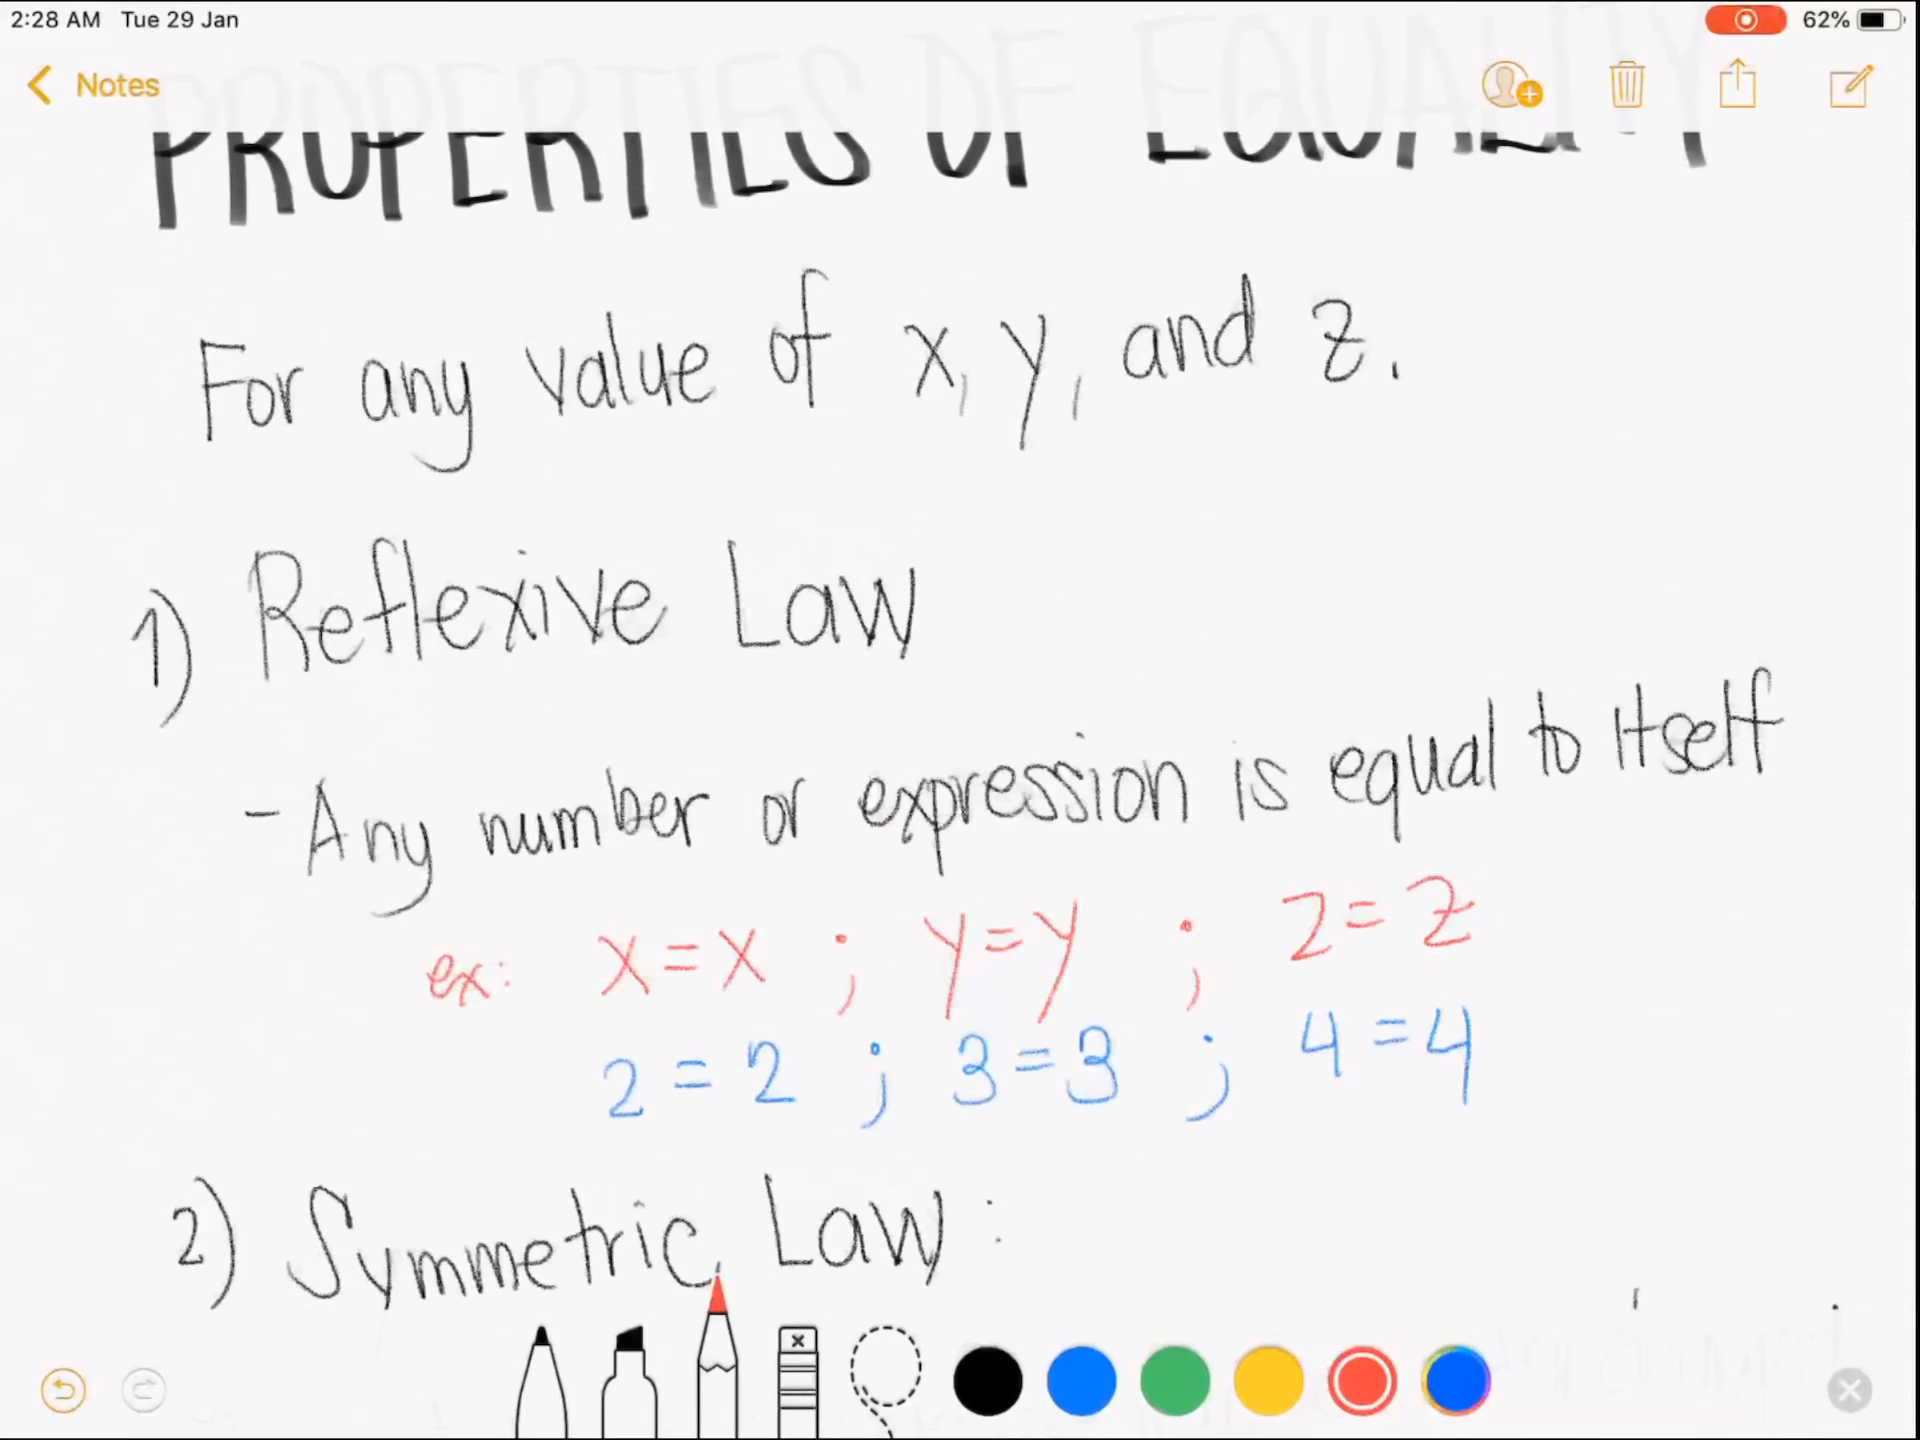 2:28 AM Tue 29 Jan 62%
Notes
PROPERTIES OF EQUALITY
For any value of x, y, and z.
1) Reflexive Law
- Any number or expression is equal to itself
ex: x = x ; y = y ; z = z
2 = 2 ; 3 = 3 ; 4 = 4
2) Symmetric Law :